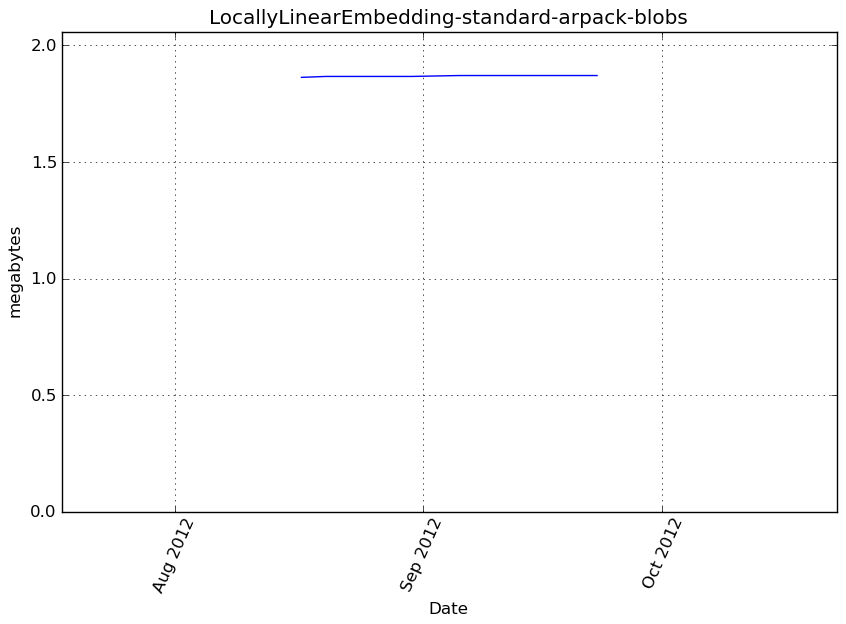 LocallyLinearEmbedding-standard-arpack-blobs
2.0
1.5
1.0
0.5
0.0
megabytes
Aug 2012
Sep 2012
Oct 2012
Date